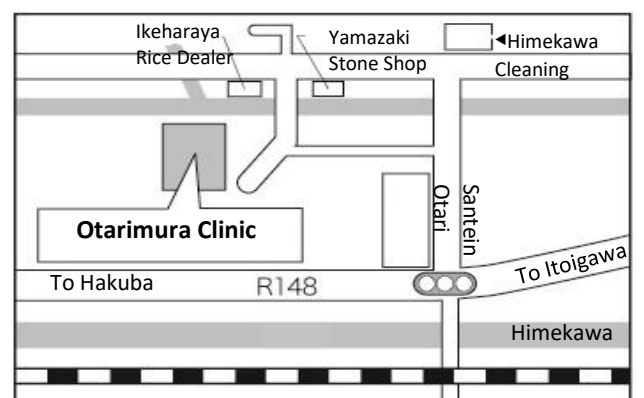 Ikeharaya
Rice Dealer
Yamazaki
Stone Shop
Himekawa
Cleaning
Otari
Santein
Otarimura Clinic
To Hakuba
R148
To Itoigawa
Himekawa